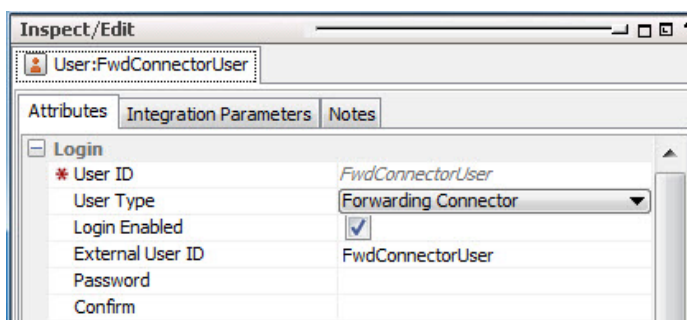 Inspect/Edit
User:FwdConnectorUser
Attributes Integration Parameters Notes
Login
* User ID FwdConnectorUser
User Type Forwarding Connector
Login Enabled
External User ID FwdConnectorUser
Password
Confirm